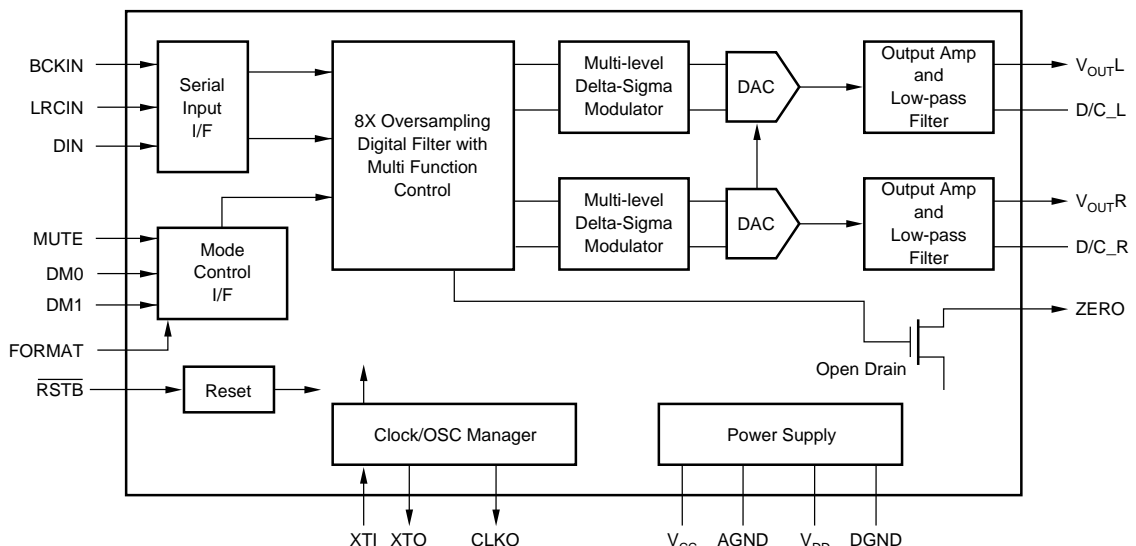 BCKIN
LRCIN
DIN
Serial
Input
I/F
8X Oversampling
Digital Filter with
Multi Function
Control
Multi-level
Delta-Sigma
Modulator
DAC
Output Amp
and
Low-pass
Filter
VOUTL
D/C_L
Multi-level
Delta-Sigma
Modulator
DAC
Output Amp
and
Low-pass
Filter
VOUTR
D/C_R
MUTE
DM0
DM1
FORMAT
Mode
Control
I/F
ZERO
Open Drain
RSTB
Reset
Clock/OSC Manager
Power Supply
XTI
XTO
CLKO
VCC
AGND
VDD
DGND